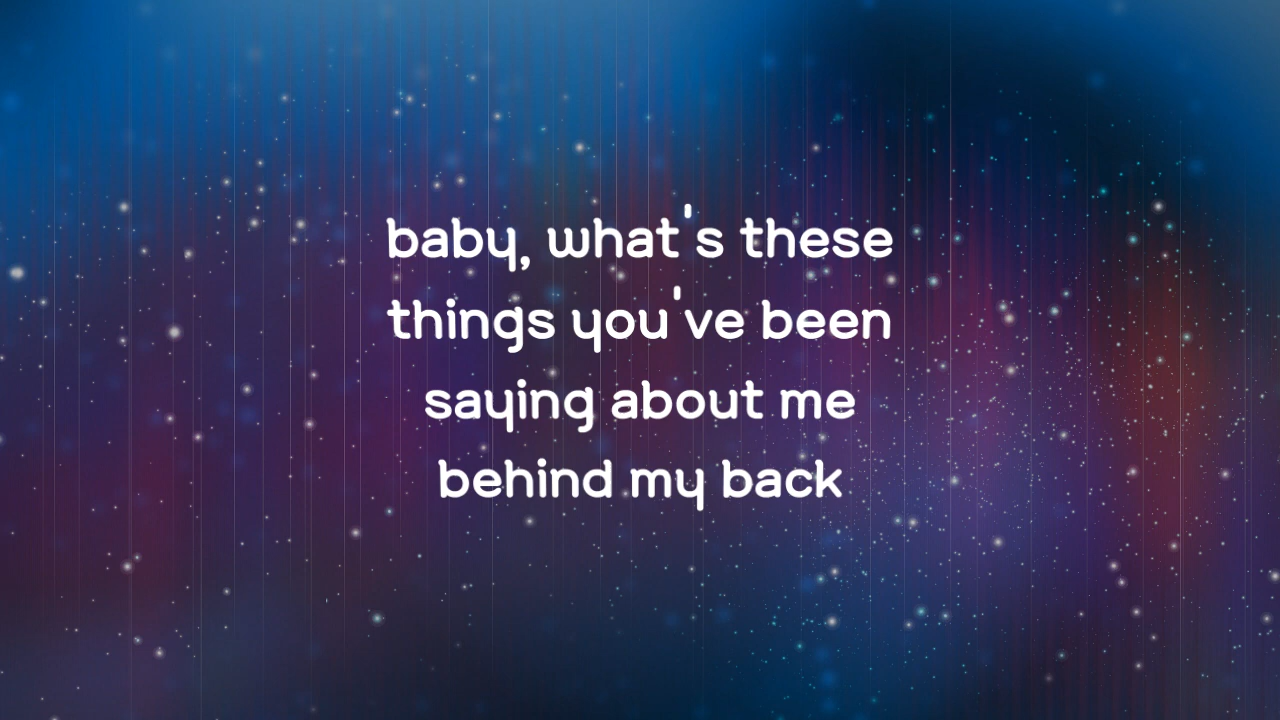 baby, what's these
things you've been
saying about me
behind my back